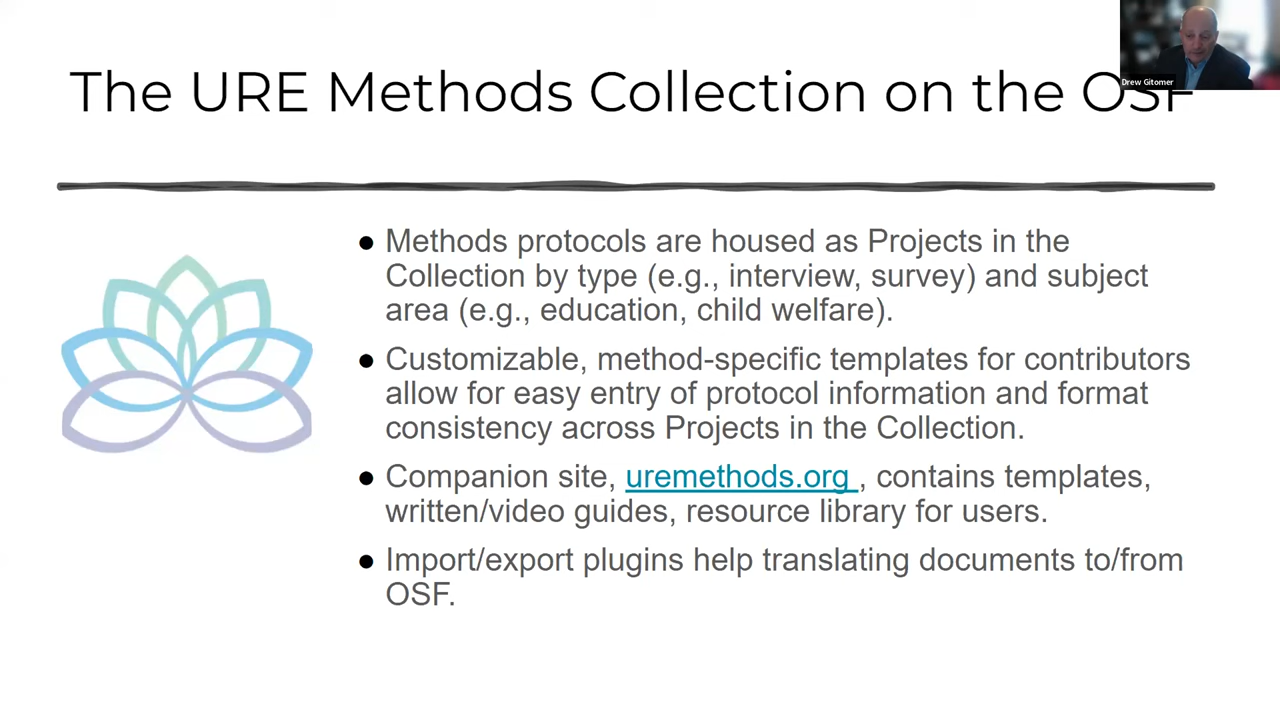 The URE Methods Collection on the OSF
Drew Gitomer
● Methods protocols are housed as Projects in the
Collection by type (e.g., interview, survey) and subject
area (e.g., education, child welfare).
● Customizable, method-specific templates for contributors
allow for easy entry of protocol information and format
consistency across Projects in the Collection.
● Companion site, uremethods.org , contains templates,
written/video guides, resource library for users.
● Import/export plugins help translating documents to/from
OSF.